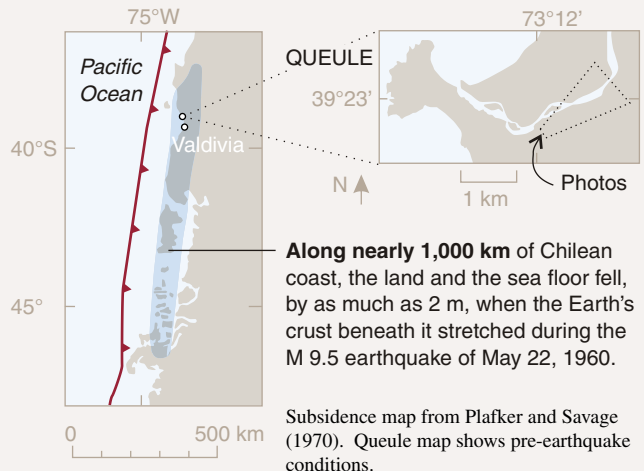 75°W
Pacific
Ocean
40°S
Valdivia
45°
0 500 km
QUEULE
73°12’
39°23’
N
1 km
Photos
Along nearly 1,000 km of Chilean
coast, the land and the sea floor fell,
by as much as 2 m, when the Earth’s
crust beneath it stretched during the
M 9.5 earthquake of May 22, 1960.
Subsidence map from Plafker and Savage
(1970). Queule map shows pre-earthquake
conditions.